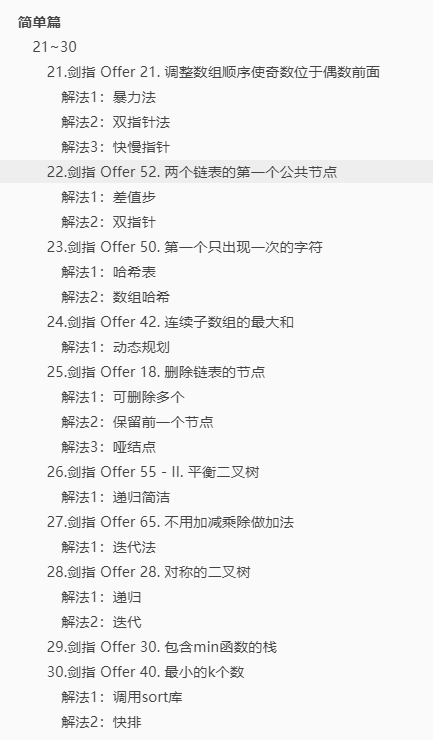 简单篇
21~30
21.剑指 Offer 21. 调整数组顺序使奇数位于偶数前面
解法1：暴力法
解法2：双指针法
解法3：快慢指针
22.剑指 Offer 52. 两个链表的第一个公共节点
解法1：差值步
解法2：双指针
23.剑指 Offer 50. 第一个只出现一次的字符
解法1：哈希表
解法2：数组哈希
24.剑指 Offer 42. 连续子数组的最大和
解法1：动态规划
25.剑指 Offer 18. 删除链表的节点
解法1：可删除多个
解法2：保留前一个节点
解法3：哑结点
26.剑指 Offer 55 - II. 平衡二叉树
解法1：递归简洁
27.剑指 Offer 65. 不用加减乘除做加法
解法1：迭代法
28.剑指 Offer 28. 对称的二叉树
解法1：递归
解法2：迭代
29.剑指 Offer 30. 包含min函数的栈
30.剑指 Offer 40. 最小的k个数
解法1：调用sort库
解法2：快排